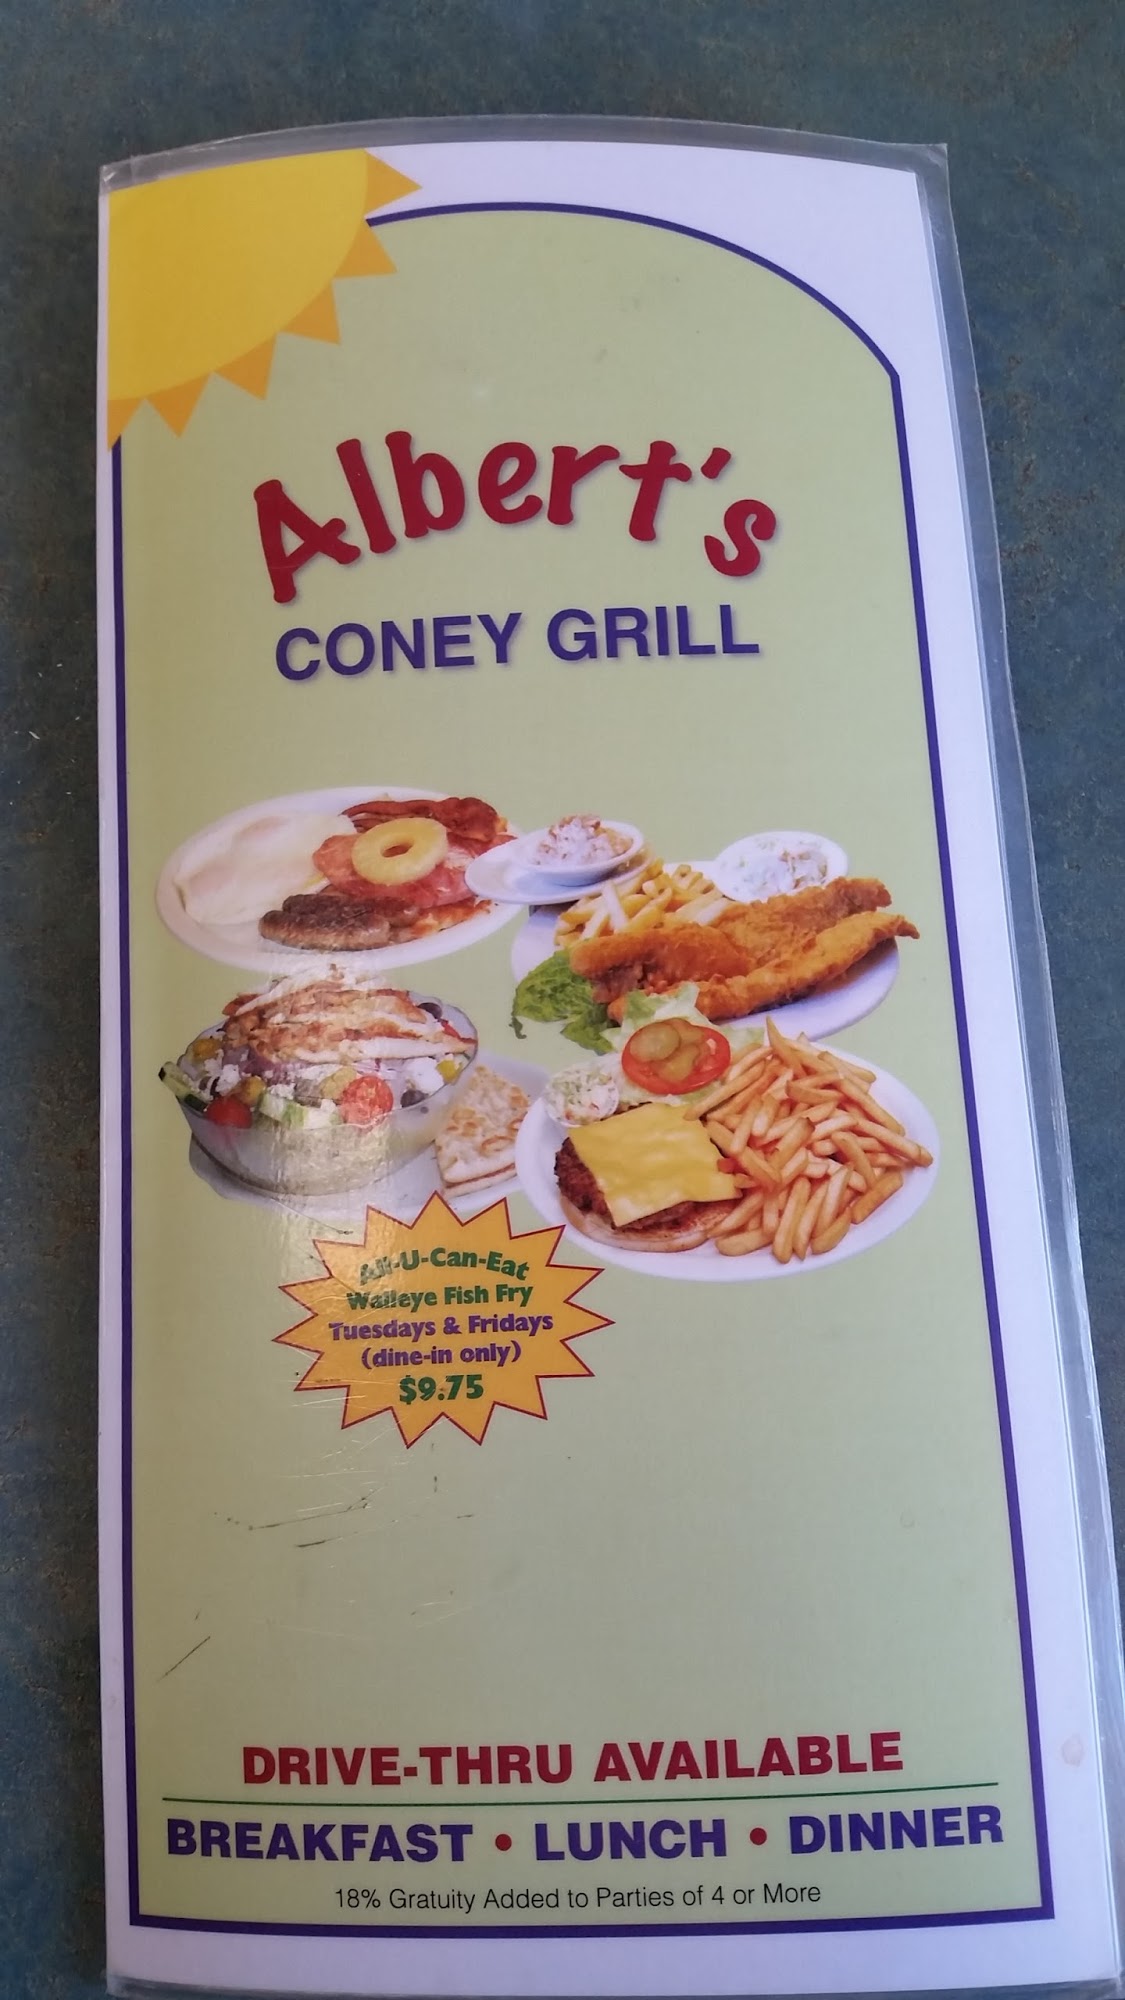 Albert's
CONEY GRILL
All-U-Can-Eat
Walleye Fish Fry
Tuesdays & Fridays
(dine-in only)
$9.75
DRIVE-THRU AVAILABLE
BREAKFAST • LUNCH • DINNER
18% Gratuity Added to Parties of 4 or More